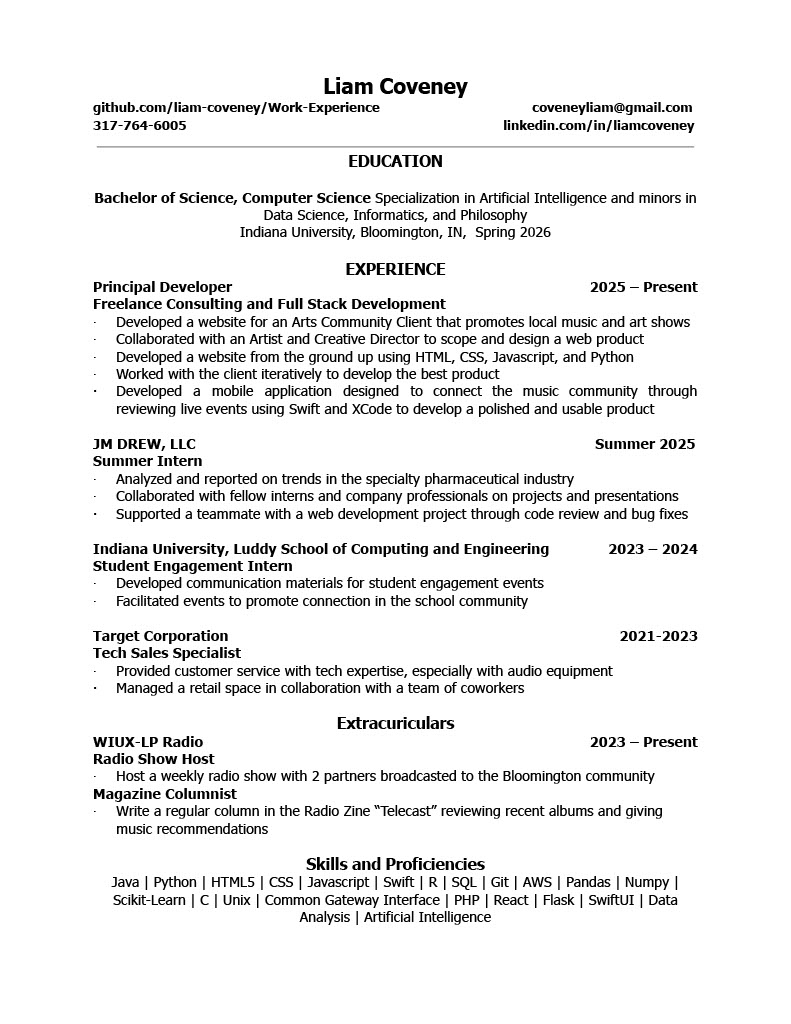 Liam Coveney
github.com/liam-coveney/Work-Experience coveneyliam@gmail.com
317-764-6005 linkedin.com/in/liamcoveney
EDUCATION
Bachelor of Science, Computer Science Specialization in Artificial Intelligence and minors in
Data Science, Informatics, and Philosophy
Indiana University, Bloomington, IN, Spring 2026
EXPERIENCE
Principal Developer 2025 – Present
Freelance Consulting and Full Stack Development
· Developed a website for an Arts Community Client that promotes local music and art shows
· Collaborated with an Artist and Creative Director to scope and design a web product
· Developed a website from the ground up using HTML, CSS, Javascript, and Python
· Worked with the client iteratively to develop the best product
· Developed a mobile application designed to connect the music community through
reviewing live events using Swift and XCode to develop a polished and usable product
JM DREW, LLC Summer 2025
Summer Intern
· Analyzed and reported on trends in the specialty pharmaceutical industry
· Collaborated with fellow interns and company professionals on projects and presentations
· Supported a teammate with a web development project through code review and bug fixes
Indiana University, Luddy School of Computing and Engineering 2023 – 2024
Student Engagement Intern
· Developed communication materials for student engagement events
· Facilitated events to promote connection in the school community
Target Corporation 2021-2023
Tech Sales Specialist
· Provided customer service with tech expertise, especially with audio equipment
· Managed a retail space in collaboration with a team of coworkers
Extracuriculars
WIUX-LP Radio 2023 – Present
Radio Show Host
· Host a weekly radio show with 2 partners broadcasted to the Bloomington community
Magazine Columnist
· Write a regular column in the Radio Zine “Telecast” reviewing recent albums and giving
music recommendations
Skills and Proficiencies
Java | Python | HTML5 | CSS | Javascript | Swift | R | SQL | Git | AWS | Pandas | Numpy |
Scikit-Learn | C | Unix | Common Gateway Interface | PHP | React | Flask | SwiftUI | Data
Analysis | Artificial Intelligence